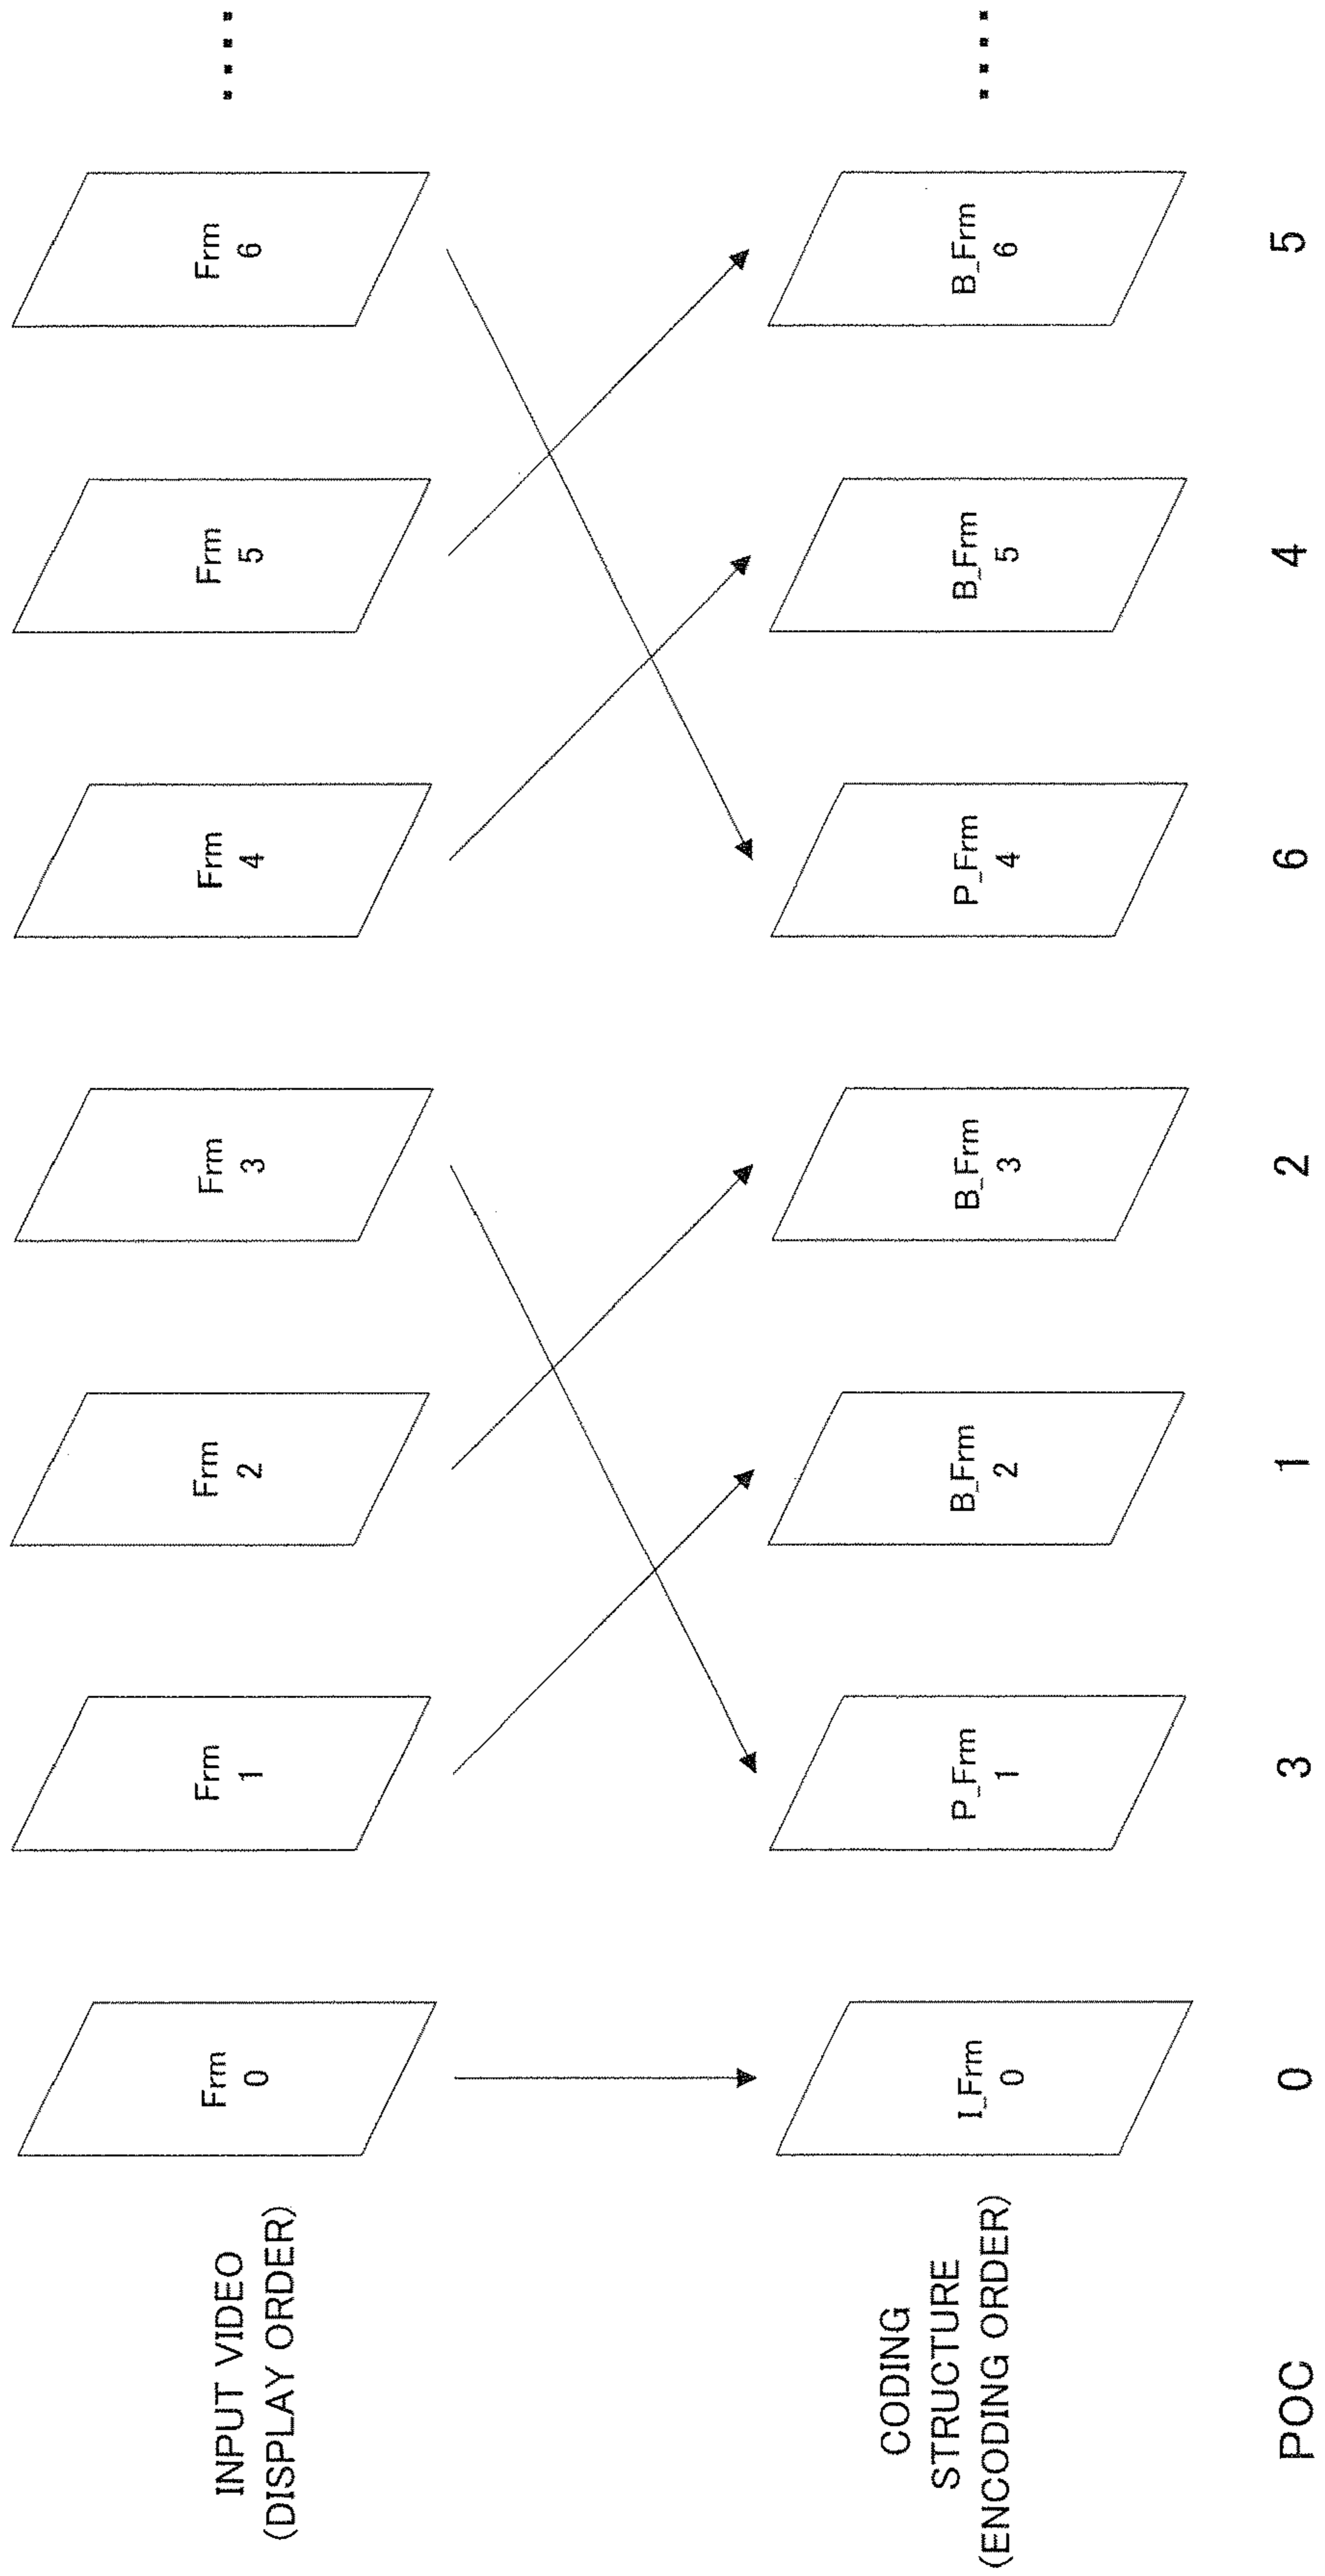 INPUT VIDEO
(DISPLAY ORDER)
Frm
0
Frm
1
Frm
2
Frm
3
Frm
4
Frm
5
Frm
6
CODING
STRUCTURE
(ENCODING ORDER)
I_Frm
0
P_Frm
1
B_Frm
2
B_Frm
3
P_Frm
4
B_Frm
5
B_Frm
6
POC 0 3 1 2 6 4 5